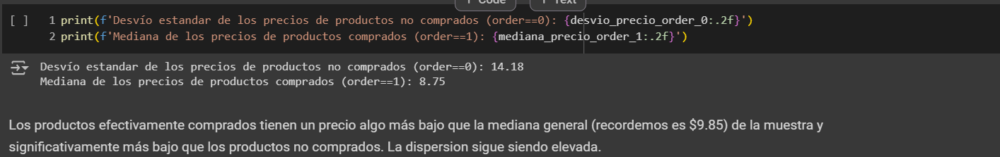 + Code + Text
[ ] 1 print(f'Desvío estandar de los precios de productos no comprados (order==0): {desvio_precio_order_0:.2f}')
2 print(f'Mediana de los precios de productos comprados (order==1): {mediana_precio_order_1:.2f}')
Desvío estandar de los precios de productos no comprados (order==0): 14.18
Mediana de los precios de productos comprados (order==1): 8.75
Los productos efectivamente comprados tienen un precio algo más bajo que la mediana general (recordemos es $9.85) de la muestra y
significativamente más bajo que los productos no comprados. La dispersion sigue siendo elevada.